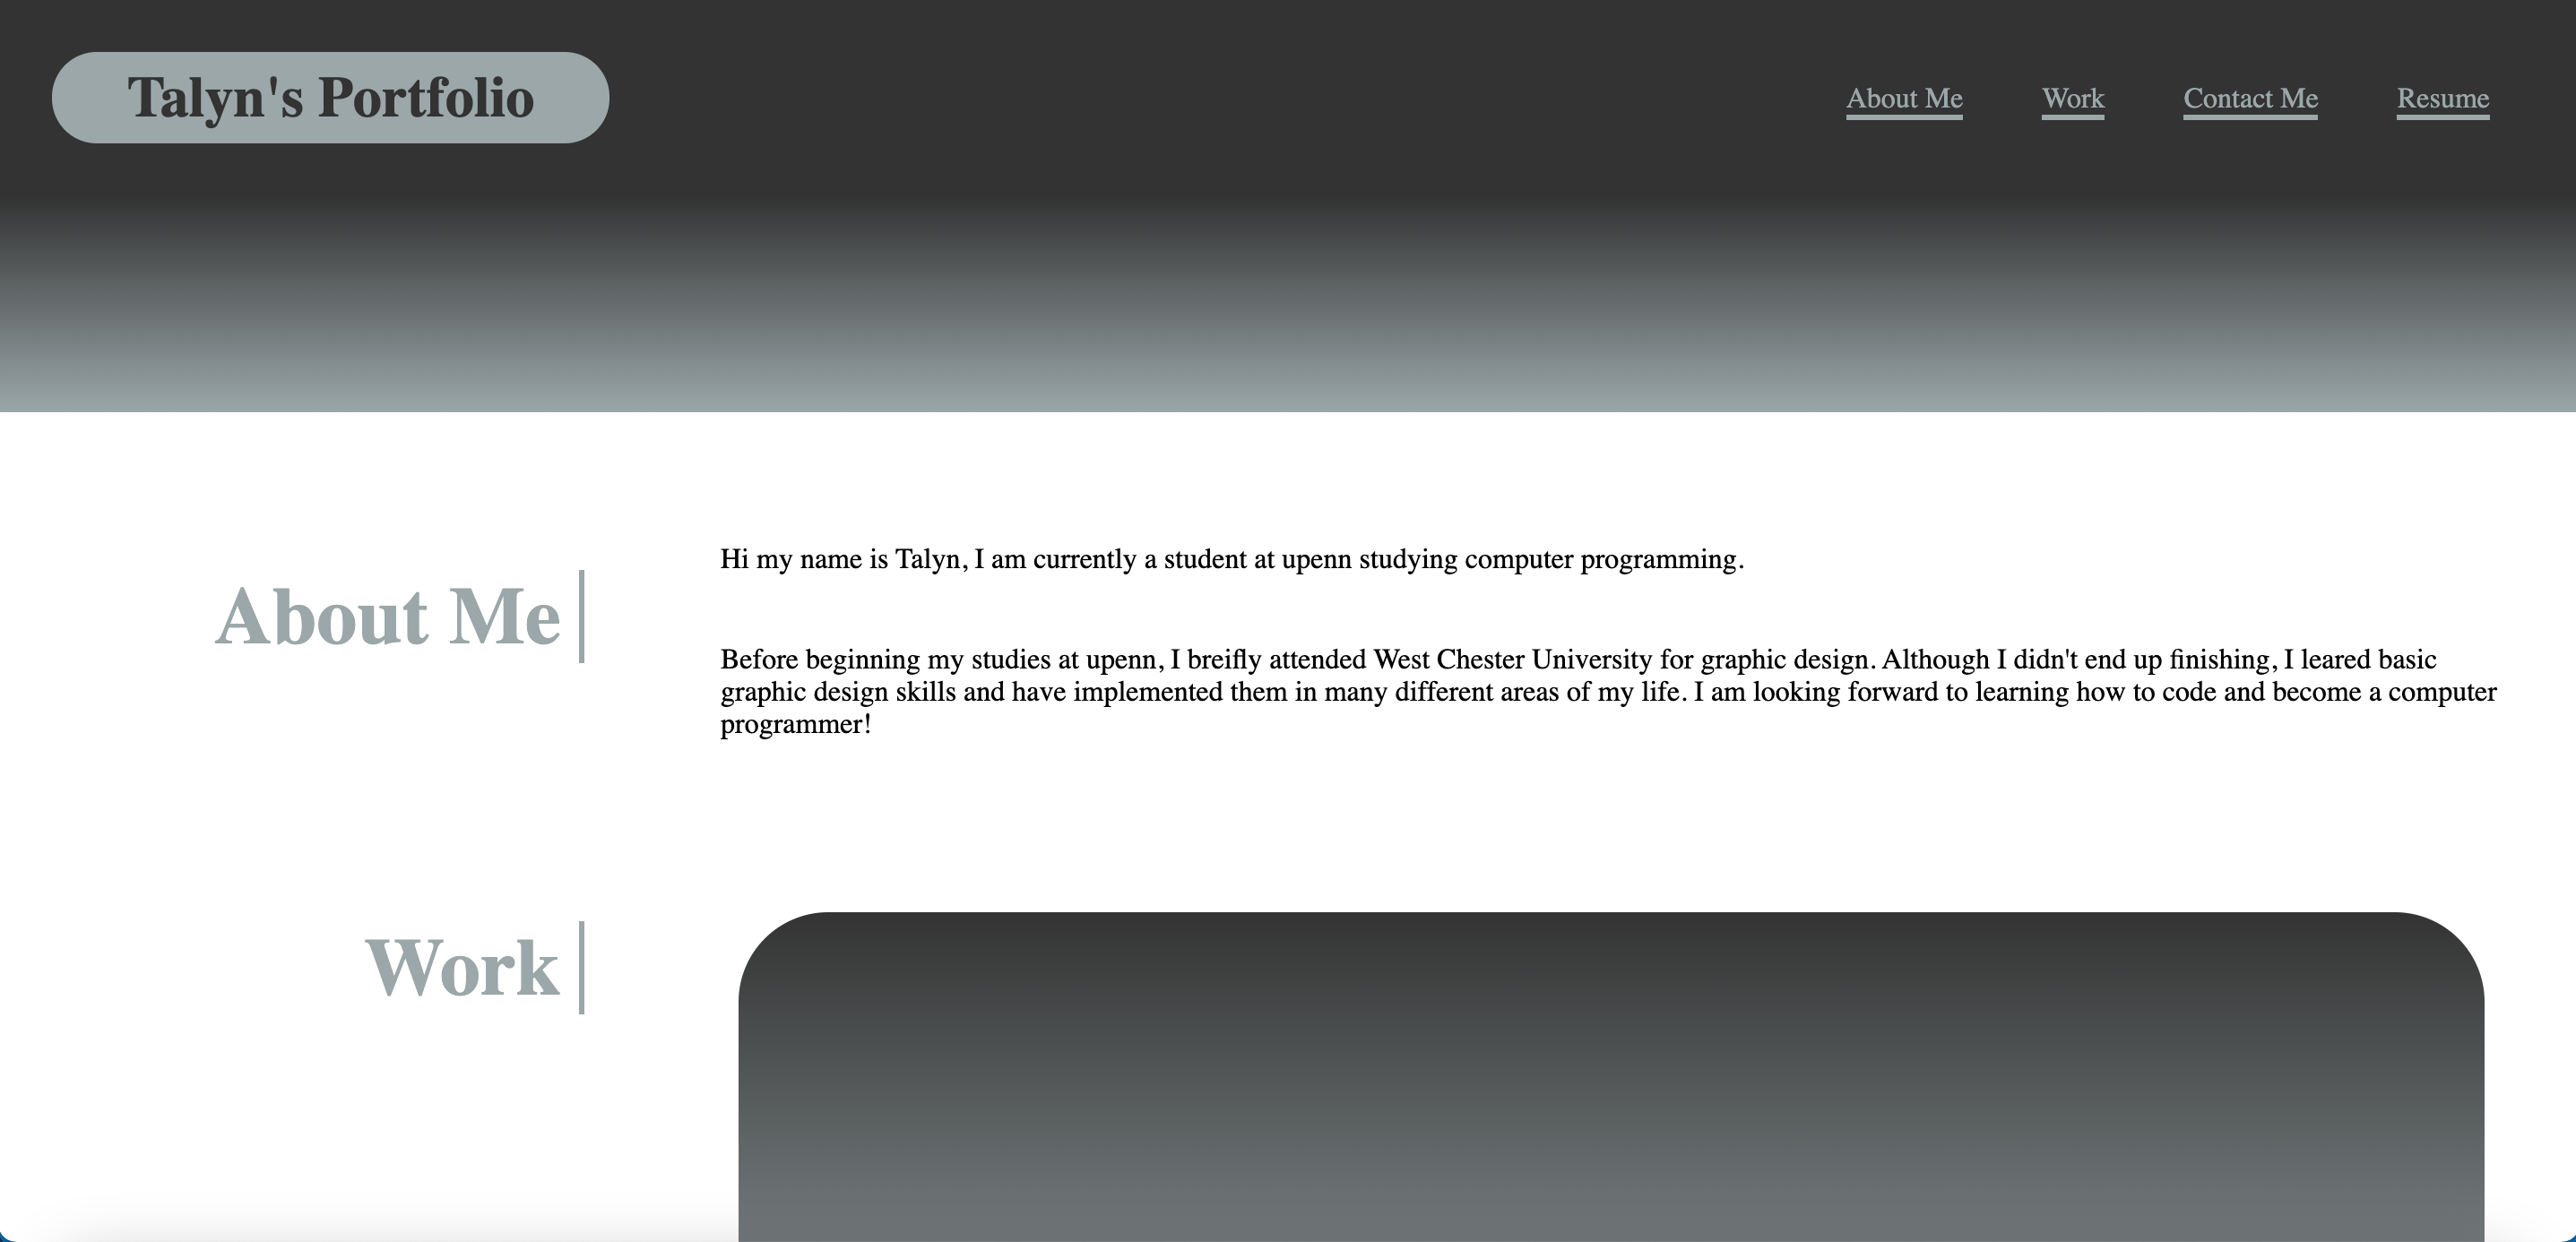 Talyn's Portfolio
About Me Work Contact Me Resume
About Me
Hi my name is Talyn, I am currently a student at upenn studying computer programming.
Before beginning my studies at upenn, I breifly attended West Chester University for graphic design. Although I didn't end up finishing, I leared basic
graphic design skills and have implemented them in many different areas of my life. I am looking forward to learning how to code and become a computer
programmer!
Work